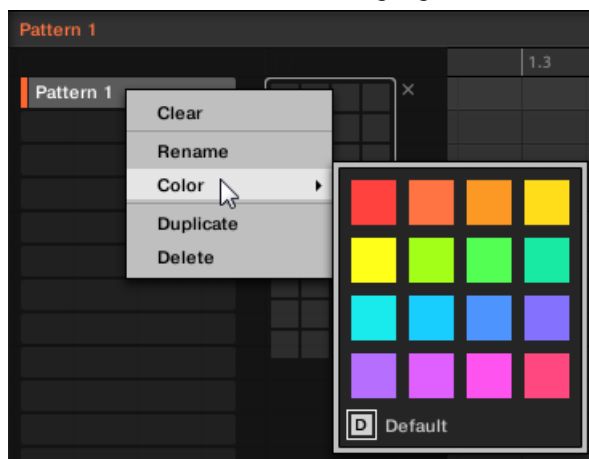 Pattern 1
1.3
Pattern 1
Clear
Rename
Color
Duplicate
Delete
D Default